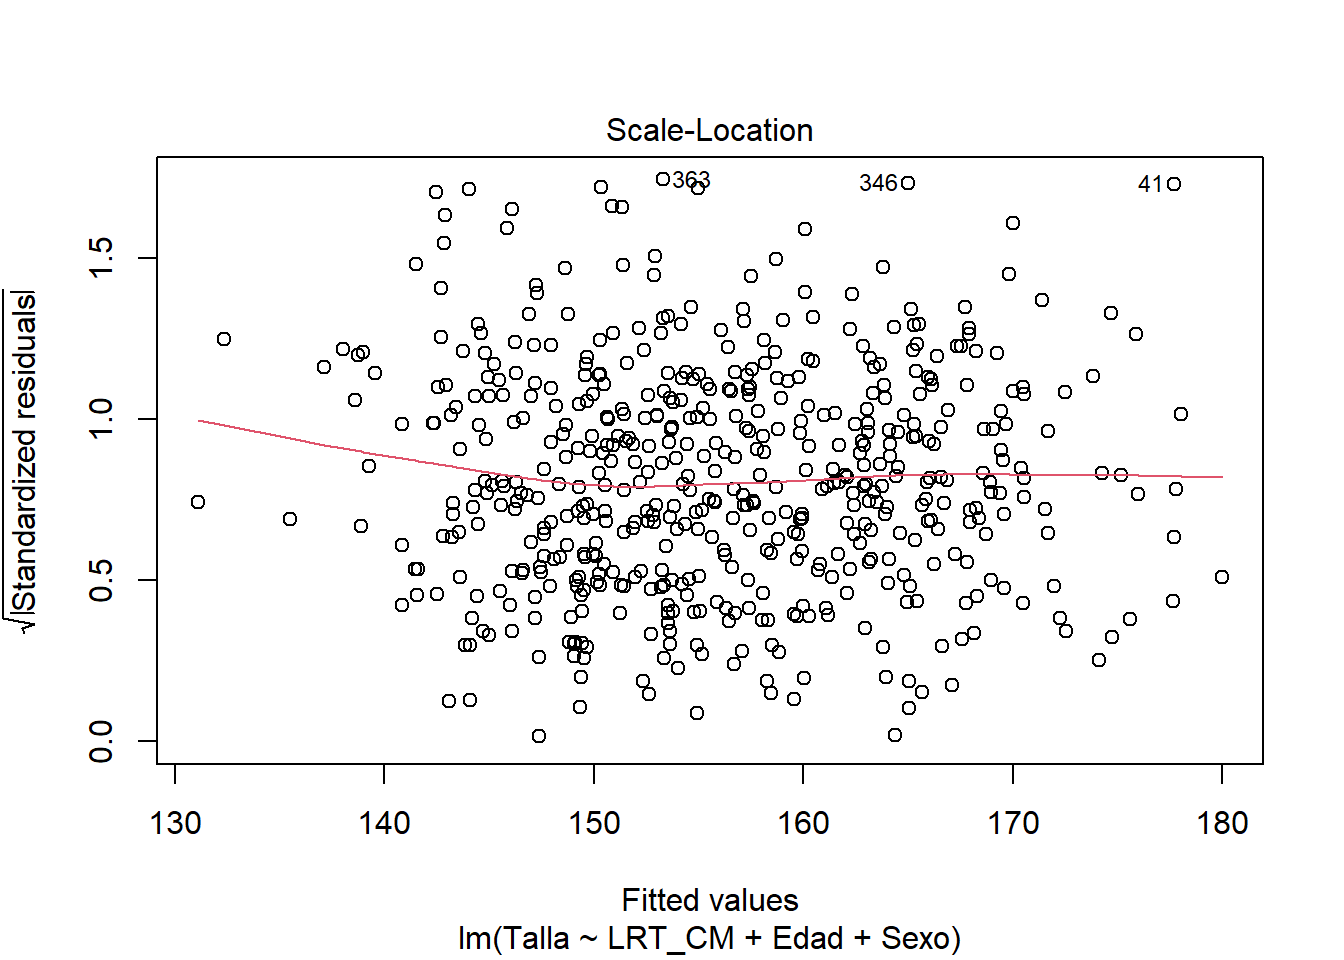 Scale-Location
363
346
41
√|Standardized residuals|
1.5
1.0
0.5
0.0
130 140 150 160 170 180
Fitted values
lm(Talla ~ LRT_CM + Edad + Sexo)